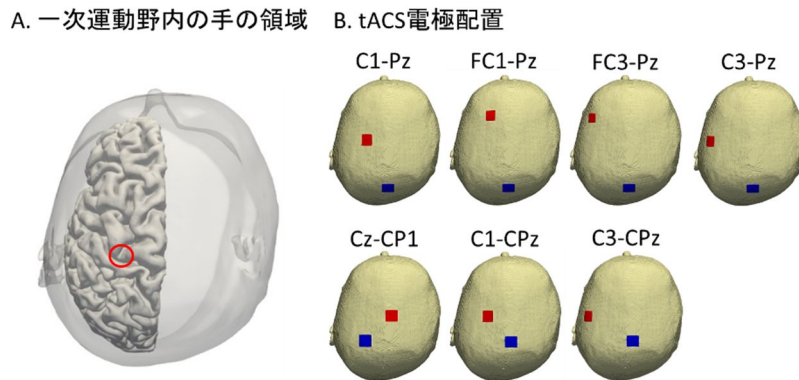 A. 一次運動野内の手の領域
B. tACS電極配置
C1-Pz
FC1-Pz
FC3-Pz
C3-Pz
Cz-CP1
C1-CPz
C3-CPz